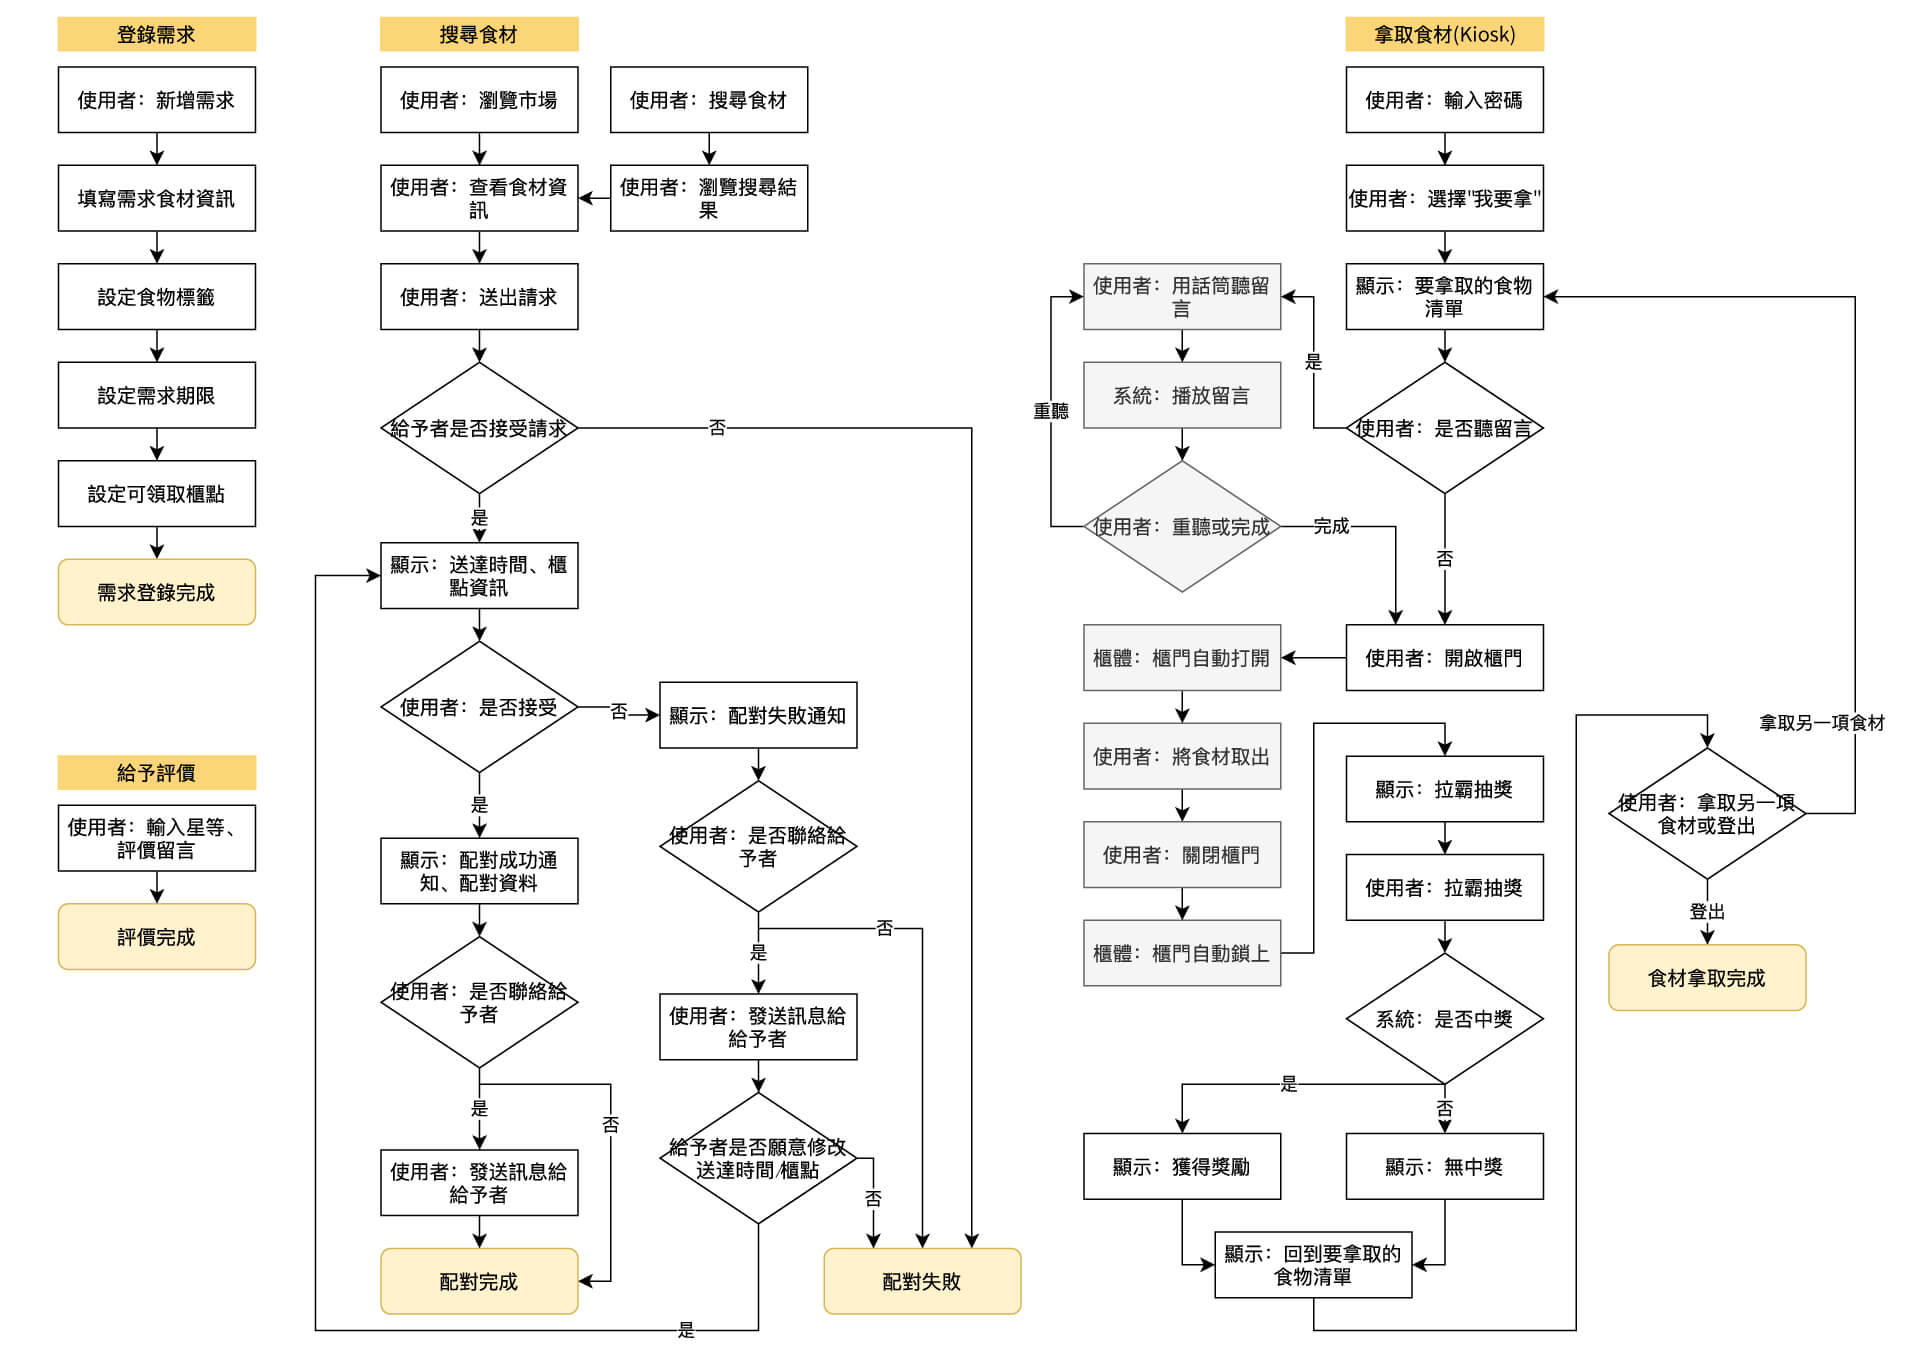 登錄需求
使用者：新增需求
填寫需求食材資訊
設定食物標籤
設定需求期限
設定可領取櫃點
需求登錄完成
給予評價
使用者：輸入星等、
評價留言
評價完成
搜尋食材
使用者：瀏覽市場
使用者：搜尋食材
使用者：查看食材資
訊
使用者：瀏覽搜尋結
果
使用者：送出請求
給予者是否接受請求
否
是
顯示：送達時間、櫃
點資訊
使用者：是否接受
否
是
顯示：配對成功通
知、配對資料
使用者：是否聯絡給
予者
是
否
使用者：發送訊息給
給予者
配對完成
顯示：配對失敗通知
使用者：是否聯絡給
予者
否
是
使用者：發送訊息給
給予者
給予者是否願意修改
送達時間/櫃點
否
是
配對失敗
拿取食材(Kiosk)
使用者：輸入密碼
使用者：選擇"我要拿"
顯示：要拿取的食物
清單
使用者：是否聽留言
是
否
使用者：用話筒聽留
言
系統：播放留言
使用者：重聽或完成
重聽
完成
使用者：開啟櫃門
櫃體：櫃門自動打開
使用者：將食材取出
使用者：關閉櫃門
櫃體：櫃門自動鎖上
顯示：拉霸抽獎
使用者：拉霸抽獎
系統：是否中獎
是
否
顯示：獲得獎勵
顯示：無中獎
顯示：回到要拿取的
食物清單
使用者：拿取另一項
食材或登出
拿取另一項食材
登出
食材拿取完成